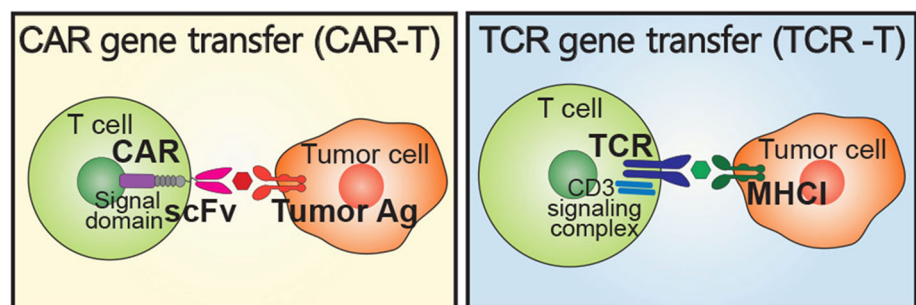 CAR gene transfer (CAR-T)
T cell
CAR
Signal
domain
scFv
Tumor cell
Tumor Ag
TCR gene transfer (TCR -T)
T cell
TCR
CD3
signaling
complex
Tumor cell
MHCI